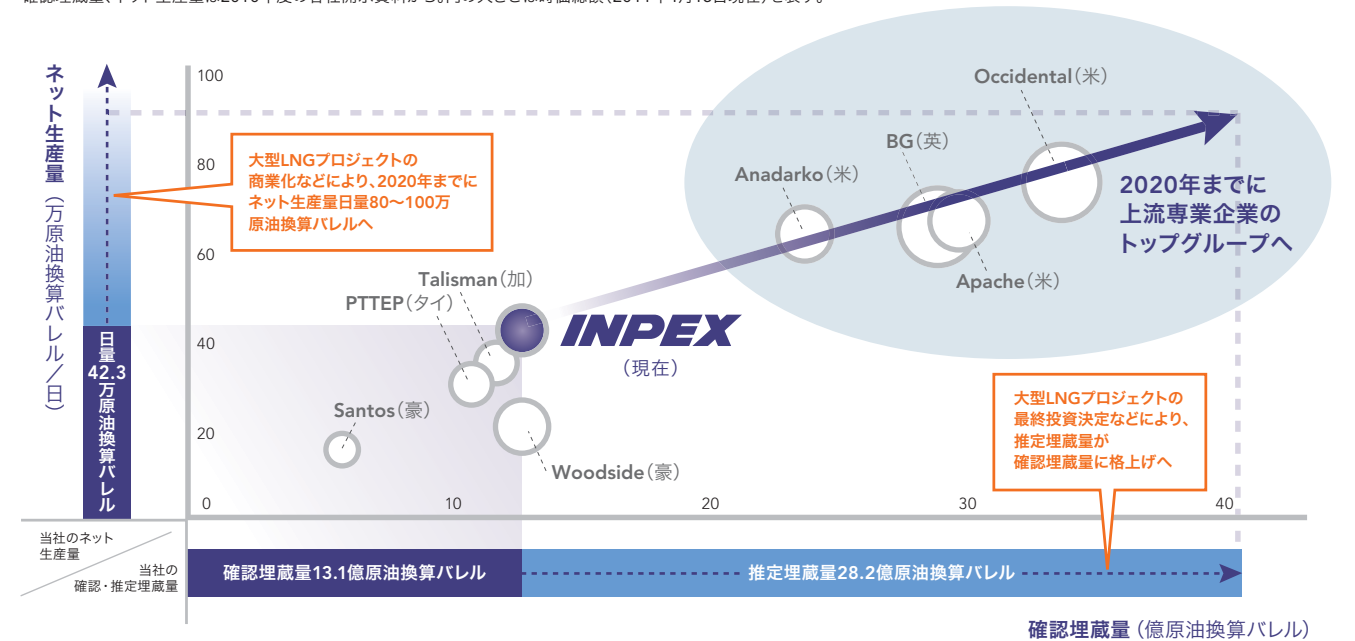 ネット生産量（万原油換算バレル／日）
100
80
60
40
20
0
10
20
30
40
大型LNGプロジェクトの
商業化などにより、2020年までに
ネット生産量日量80〜100万
原油換算バレルへ
Occidental（米）
BG（英）
Anadarko（米）
Apache（米）
2020年までに
上流専業企業の
トップグループへ
Talisman（加）
PTTEP（タイ）
INPEX
（現在）
Santos（豪）
Woodside（豪）
日量42.3万原油換算バレル
大型LNGプロジェクトの
最終投資決定などにより、
推定埋蔵量が
確認埋蔵量に格上げへ
当社のネット
生産量
当社の
確認・推定埋蔵量
確認埋蔵量13.1億原油換算バレル
推定埋蔵量28.2億原油換算バレル
確認埋蔵量（億原油換算バレル）